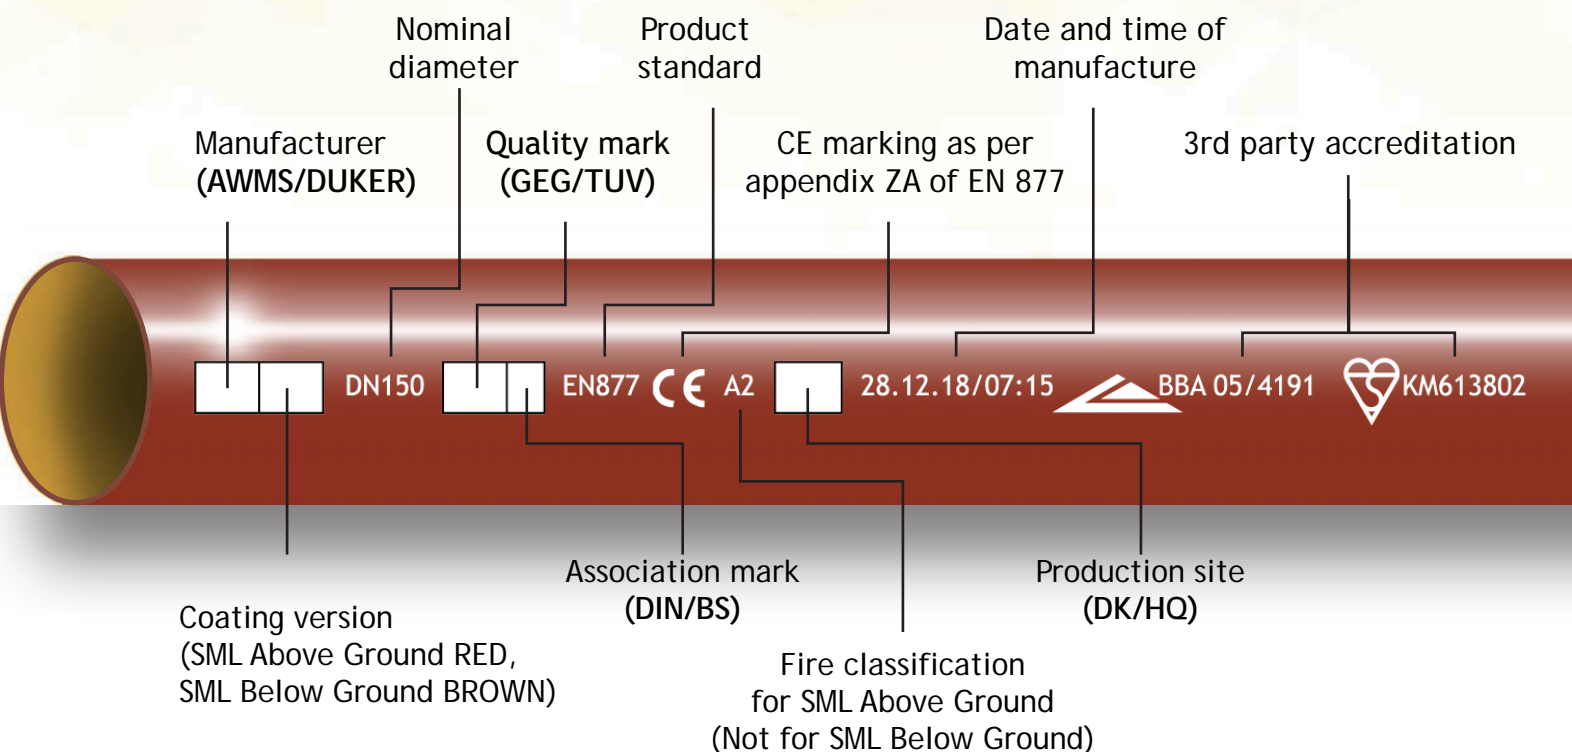 Nominal
diameter
Product
standard
Date and time of
manufacture
Manufacturer
(AWMS/DUKER)
Quality mark
(GEG/TUV)
CE marking as per
appendix ZA of EN 877
3rd party accreditation
DN150 EN877 CE A2 28.12.18/07:15 BBA 05/4191 KM613802
Association mark
(DIN/BS)
Production site
(DK/HQ)
Coating version
(SML Above Ground RED,
SML Below Ground BROWN)
Fire classification
for SML Above Ground
(Not for SML Below Ground)